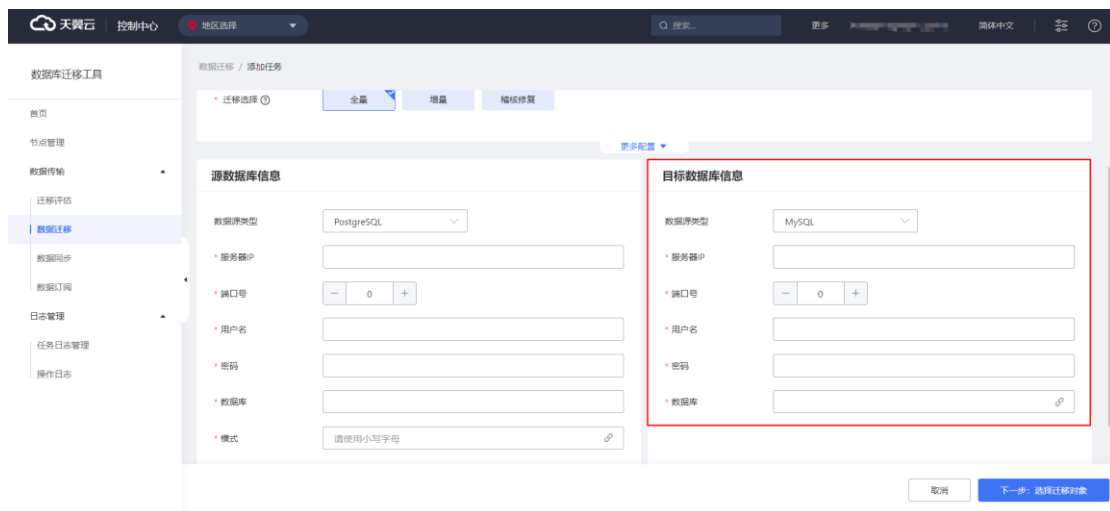 天翼云 控制中心 地区选择 搜索... 更多 简体中文
数据库迁移工具
首页
节点管理
数据传输
迁移评估
数据迁移
数据同步
数据订阅
日志管理
任务日志管理
操作日志
数据迁移 / 添加任务
* 迁移选择 全量 增量 稽核修复
更多配置
源数据库信息
数据源类型 PostgreSQL
* 服务器IP
* 端口号 − 0 +
* 用户名
* 密码
* 数据库
* 模式 请使用小写字母
目标数据库信息
数据源类型 MySQL
* 服务器IP
* 端口号 − 0 +
* 用户名
* 密码
* 数据库
取消 下一步：选择迁移对象